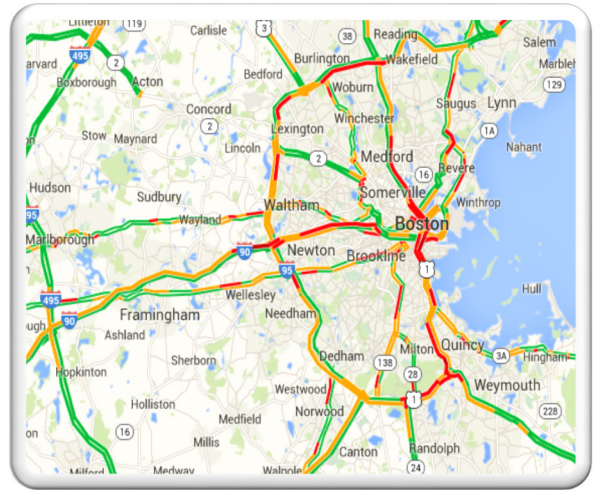 Littleton
119
Carlisle
3
38
Reading
Salem
495
Burlington
Wakefield
arvard
2
Bedford
Marbleh
Boxborough
Acton
Woburn
129
Concord
Saugus
Lynn
2
Winchester
Lexington
1A
Stow
Maynard
Lincoln
2
Medford
Nahant
16
Revere
Hudson
Sudbury
Somerville
Winthrop
Waltham
95
Wayland
Boston
Marlborough
90
Newton
Brookline
95
1
Wellesley
Hull
495
Needham
ugh
90
Framingham
Ashland
Milton
Quincy
3A
Hingham
Dedham
138
Sherborn
28
Hopkinton
Westwood
Weymouth
1
Holliston
Norwood
228
Medfield
on
16
Millis
Canton
Randolph
Milford
Medway
Walpole
24